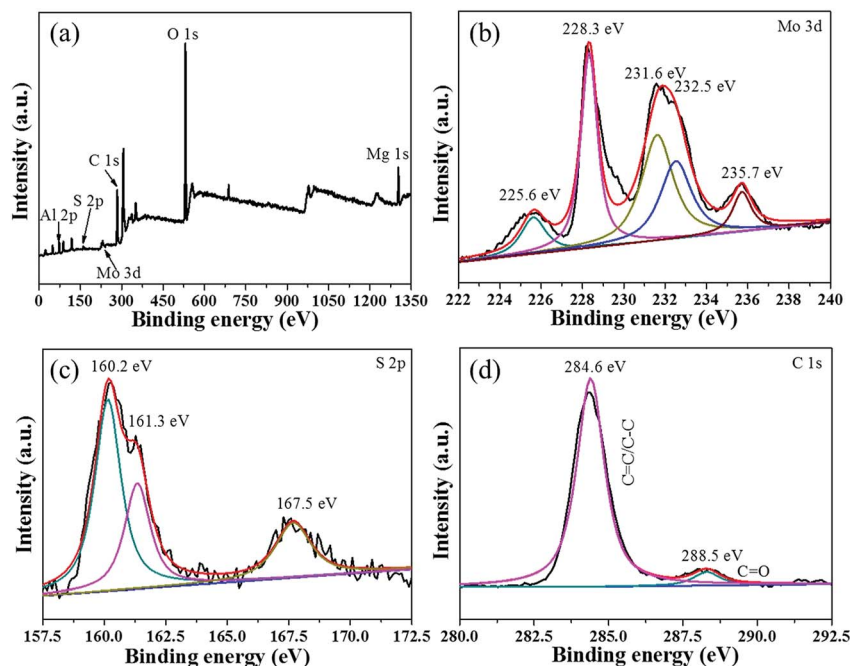 (a)
O 1s
C 1s
Mg 1s
S 2p
Al 2p
Mo 3d
0 150 300 450 600 750 900 1050 1200 1350
Binding energy (eV)
Intensity (a.u.)
(b)
Mo 3d
228.3 eV
231.6 eV
232.5 eV
225.6 eV
235.7 eV
222 224 226 228 230 232 234 236 238 240
Binding energy (eV)
Intensity (a.u.)
(c)
S 2p
160.2 eV
161.3 eV
167.5 eV
157.5 160.0 162.5 165.0 167.5 170.0 172.5
Binding energy (eV)
Intensity (a.u.)
(d)
C 1s
284.6 eV
C=C/C-C
288.5 eV
C=O
280.0 282.5 285.0 287.5 290.0 292.5
Binding energy (eV)
Intensity (a.u.)